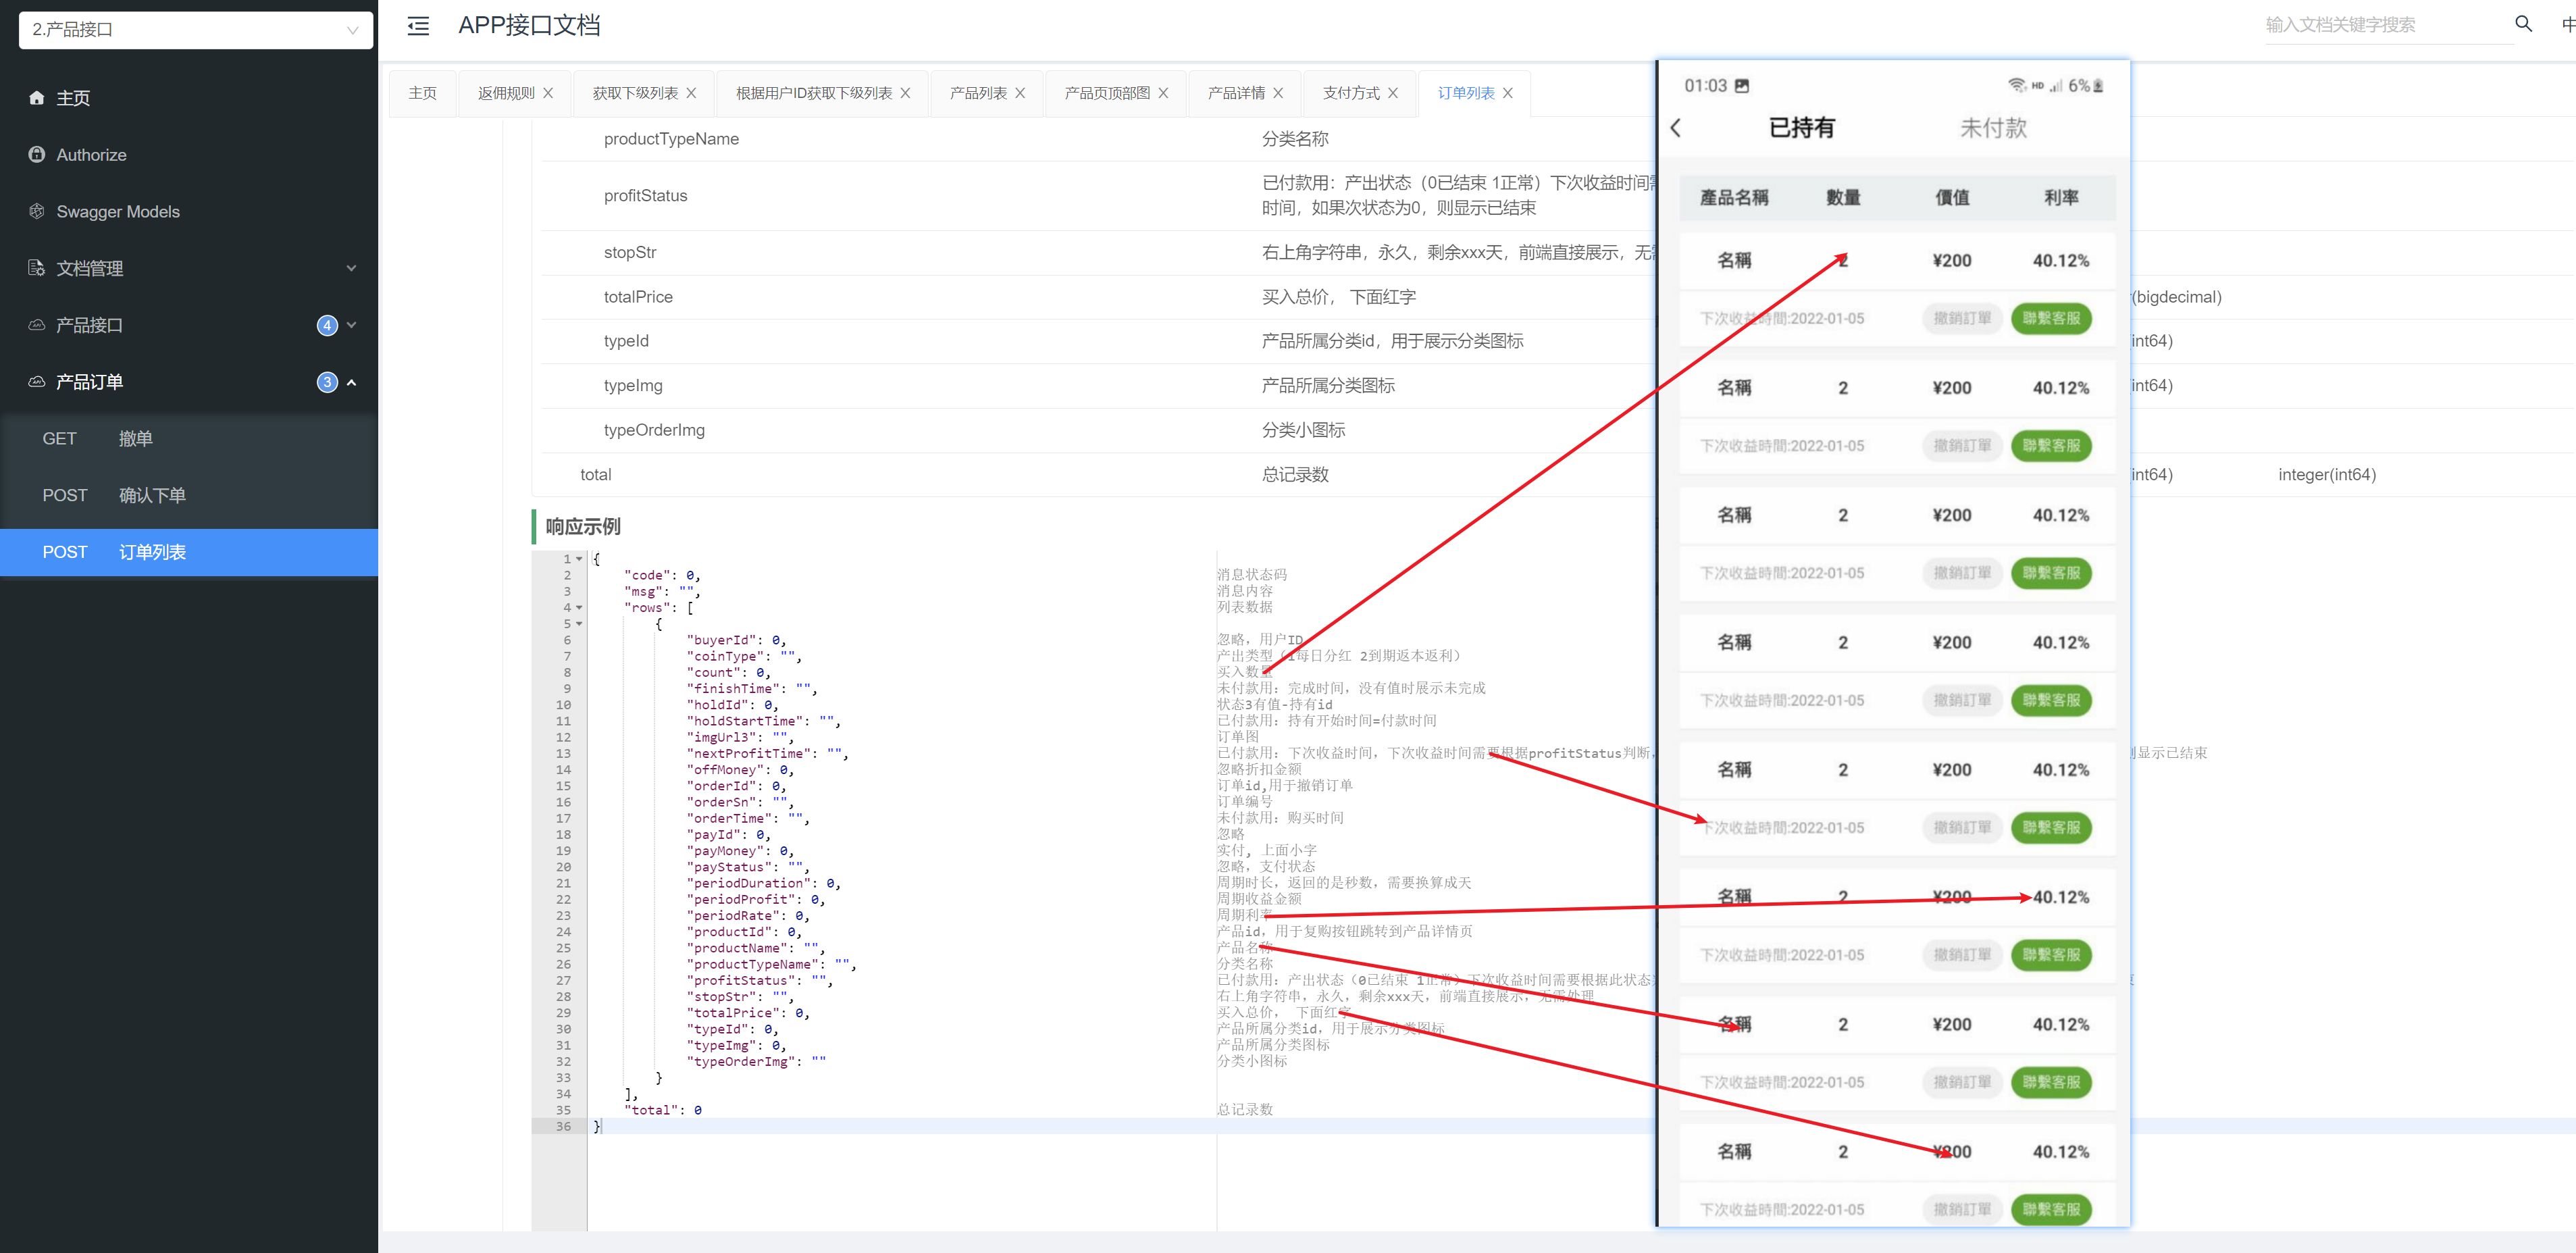 2.产品接口
APP接口文档
输入文档关键字搜索
中
主页
Authorize
Swagger Models
文档管理
产品接口 4
产品订单 3
GET 撤单
POST 确认下单
POST 订单列表
主页 返佣规则 获取下级列表 根据用户ID获取下级列表 产品列表 产品页顶部图 产品详情 支付方式 订单列表
productTypeName 分类名称
profitStatus 已付款用：产出状态（0已结束 1正常）下次收益时间
时间，如果次状态为0，则显示已结束
stopStr 右上角字符串，永久，剩余xxx天，前端直接展示，无
totalPrice 买入总价， 下面红字 (bigdecimal)
typeId 产品所属分类id，用于展示分类图标 int64)
typeImg 产品所属分类图标 int64)
typeOrderImg 分类小图标
total 总记录数 int64) integer(int64)
响应示例
1 {
2 "code": 0, 消息状态码
3 "msg": "", 消息内容
4 "rows": [ 列表数据
5 {
6 "buyerId": 0, 忽略，用户ID
7 "coinType": "", 产出类型（1每日分红 2到期返本返利）
8 "count": 0, 买入数量
9 "finishTime": "", 未付款用：完成时间，没有值时展示未完成
10 "holdId": 0, 状态3有值-持有id
11 "holdStartTime": "", 已付款用：持有开始时间=付款时间
12 "imgUrl3": "", 订单图
13 "nextProfitTime": "", 已付款用：下次收益时间，下次收益时间需要根据profitStatus判断， 则显示已结束
14 "offMoney": 0, 忽略折扣金额
15 "orderId": 0, 订单id,用于撤销订单
16 "orderSn": "", 订单编号
17 "orderTime": "", 未付款用：购买时间
18 "payId": 0, 忽略
19 "payMoney": 0, 实付, 上面小字
20 "payStatus": "", 忽略，支付状态
21 "periodDuration": 0, 周期时长，返回的是秒数，需要换算成天
22 "periodProfit": 0, 周期收益金额
23 "periodRate": 0, 周期利率
24 "productId": 0, 产品id，用于复购按钮跳转到产品详情页
25 "productName": "", 产品名称
26 "productTypeName": "", 分类名称
27 "profitStatus": "", 已付款用：产出状态（0已结束 1正常）下次收益时间需要根据此状态
28 "stopStr": "", 右上角字符串，永久，剩余xxx天，前端直接展示，无需处理
29 "totalPrice": 0, 买入总价， 下面红字
30 "typeId": 0, 产品所属分类id，用于展示分类图标
31 "typeImg": 0, 产品所属分类图标
32 "typeOrderImg": "" 分类小图标
33 }
34 ],
35 "total": 0 总记录数
36 }
01:03 HD 6%
已持有 未付款
產品名稱 數量 價值 利率
名稱 2 ¥200 40.12%
下次收益時間:2022-01-05 撤銷訂單 聯繫客服
名稱 2 ¥200 40.12%
下次收益時間:2022-01-05 撤銷訂單 聯繫客服
名稱 2 ¥200 40.12%
下次收益時間:2022-01-05 撤銷訂單 聯繫客服
名稱 2 ¥200 40.12%
下次收益時間:2022-01-05 撤銷訂單 聯繫客服
名稱 2 ¥200 40.12%
下次收益時間:2022-01-05 撤銷訂單 聯繫客服
名稱 2 ¥200 40.12%
下次收益時間:2022-01-05 撤銷訂單 聯繫客服
名稱 2 ¥200 40.12%
下次收益時間:2022-01-05 撤銷訂單 聯繫客服
名稱 2 ¥200 40.12%
下次收益時間:2022-01-05 撤銷訂單 聯繫客服